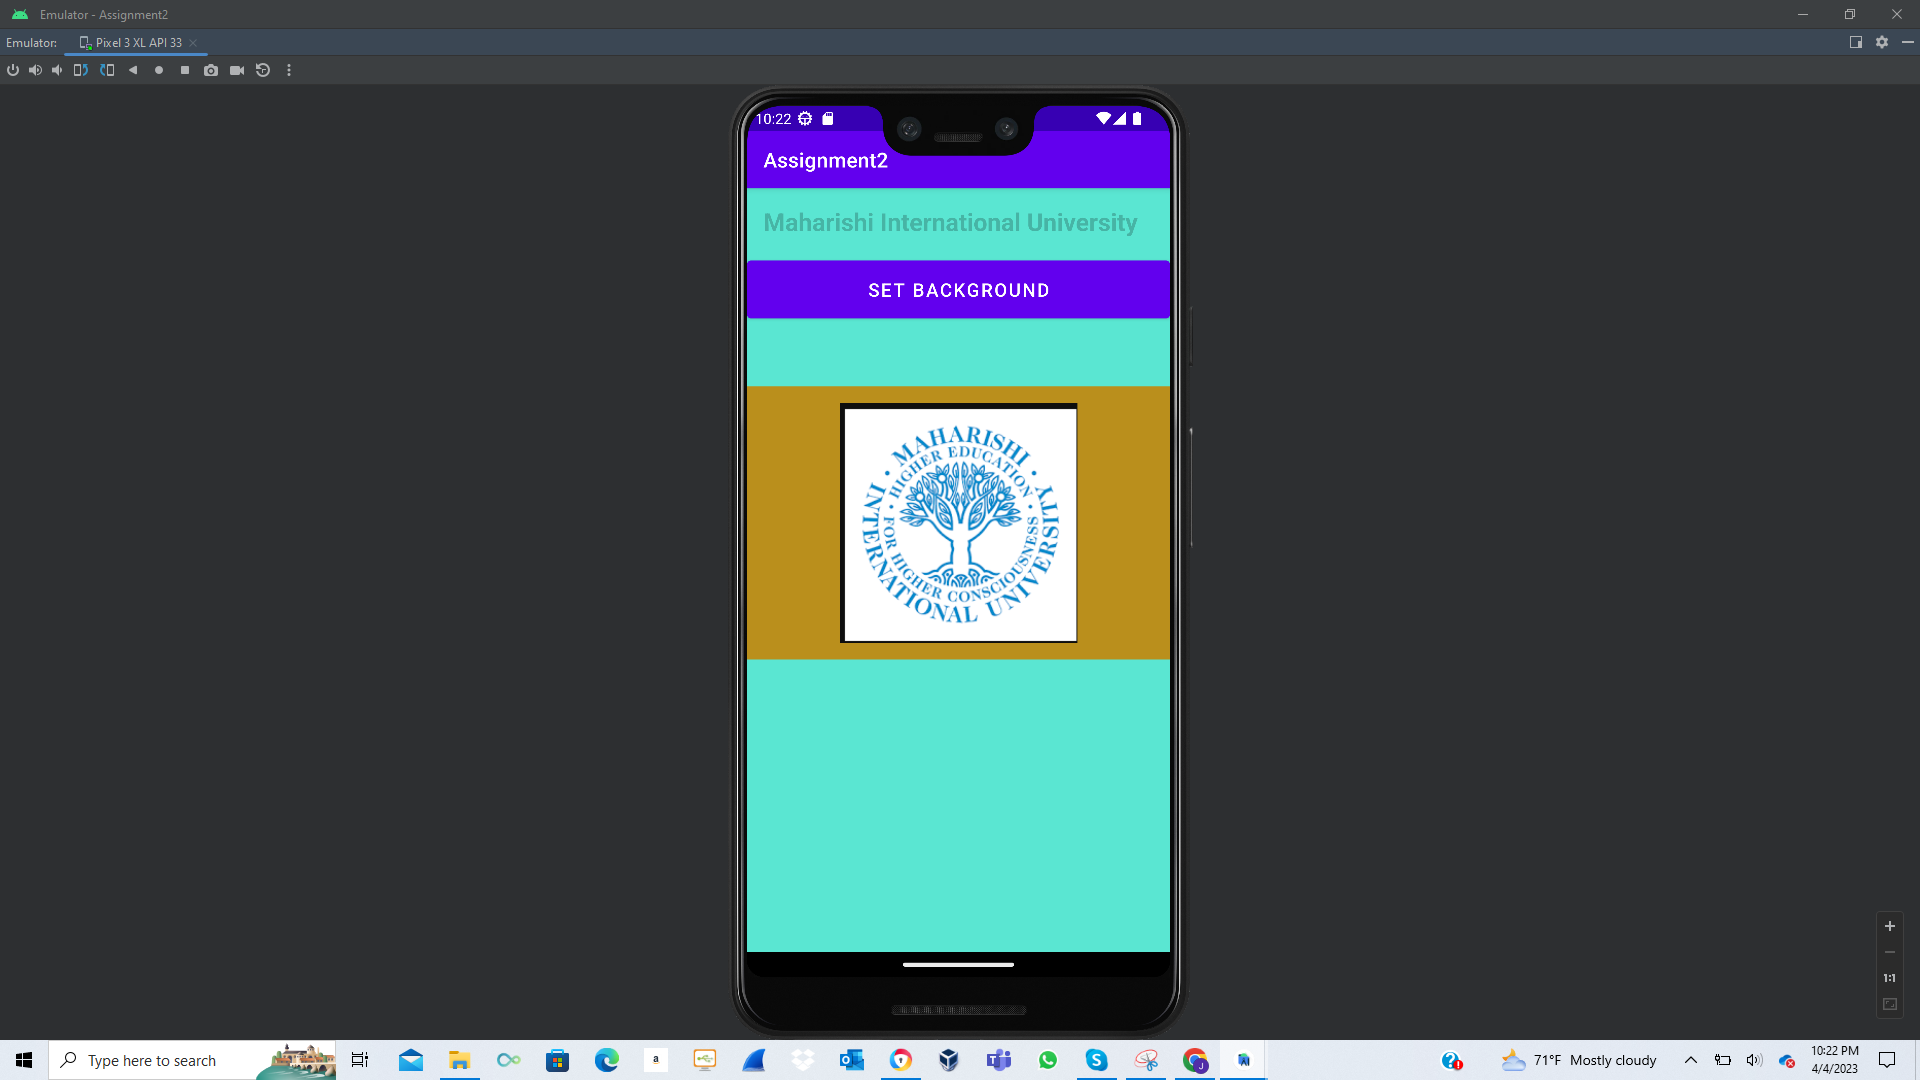 Emulator - Assignment2
Emulator:
Pixel 3 XL API 33
10:22
Assignment2
Maharishi International University
SET BACKGROUND
MAHARISHI
INTERNATIONAL UNIVERSITY
HIGHER EDUCATION
FOR HIGHER CONSCIOUSNESS
1:1
Type here to search
a
J
71°F Mostly cloudy
10:22 PM
4/4/2023